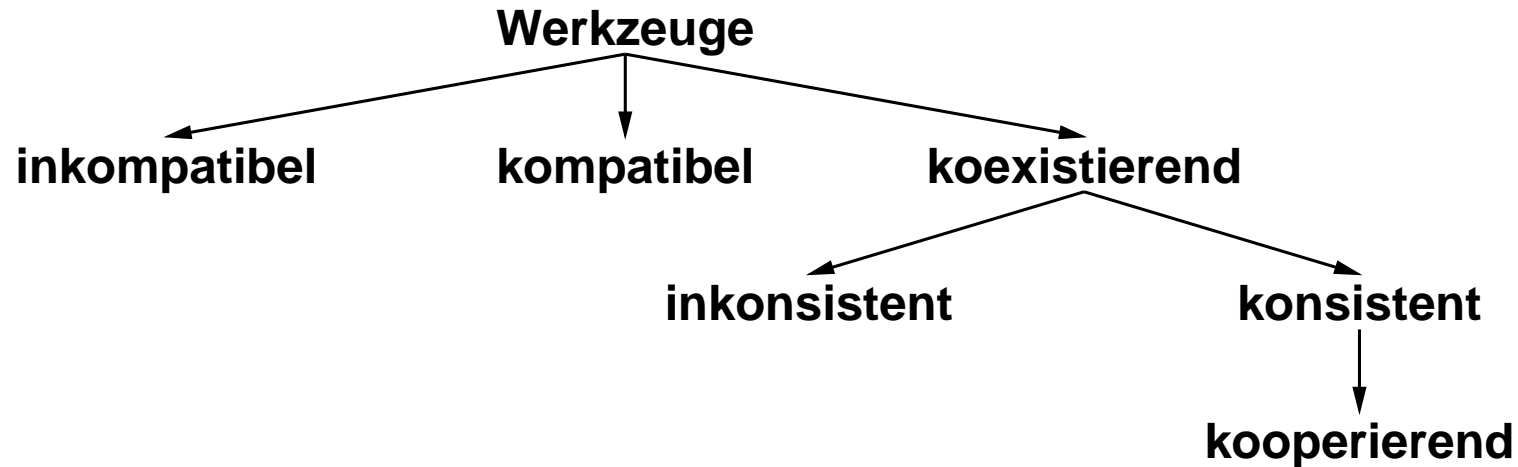 Werkzeuge
inkompatibel kompatibel koexistierend
inkonsistent konsistent
kooperierend